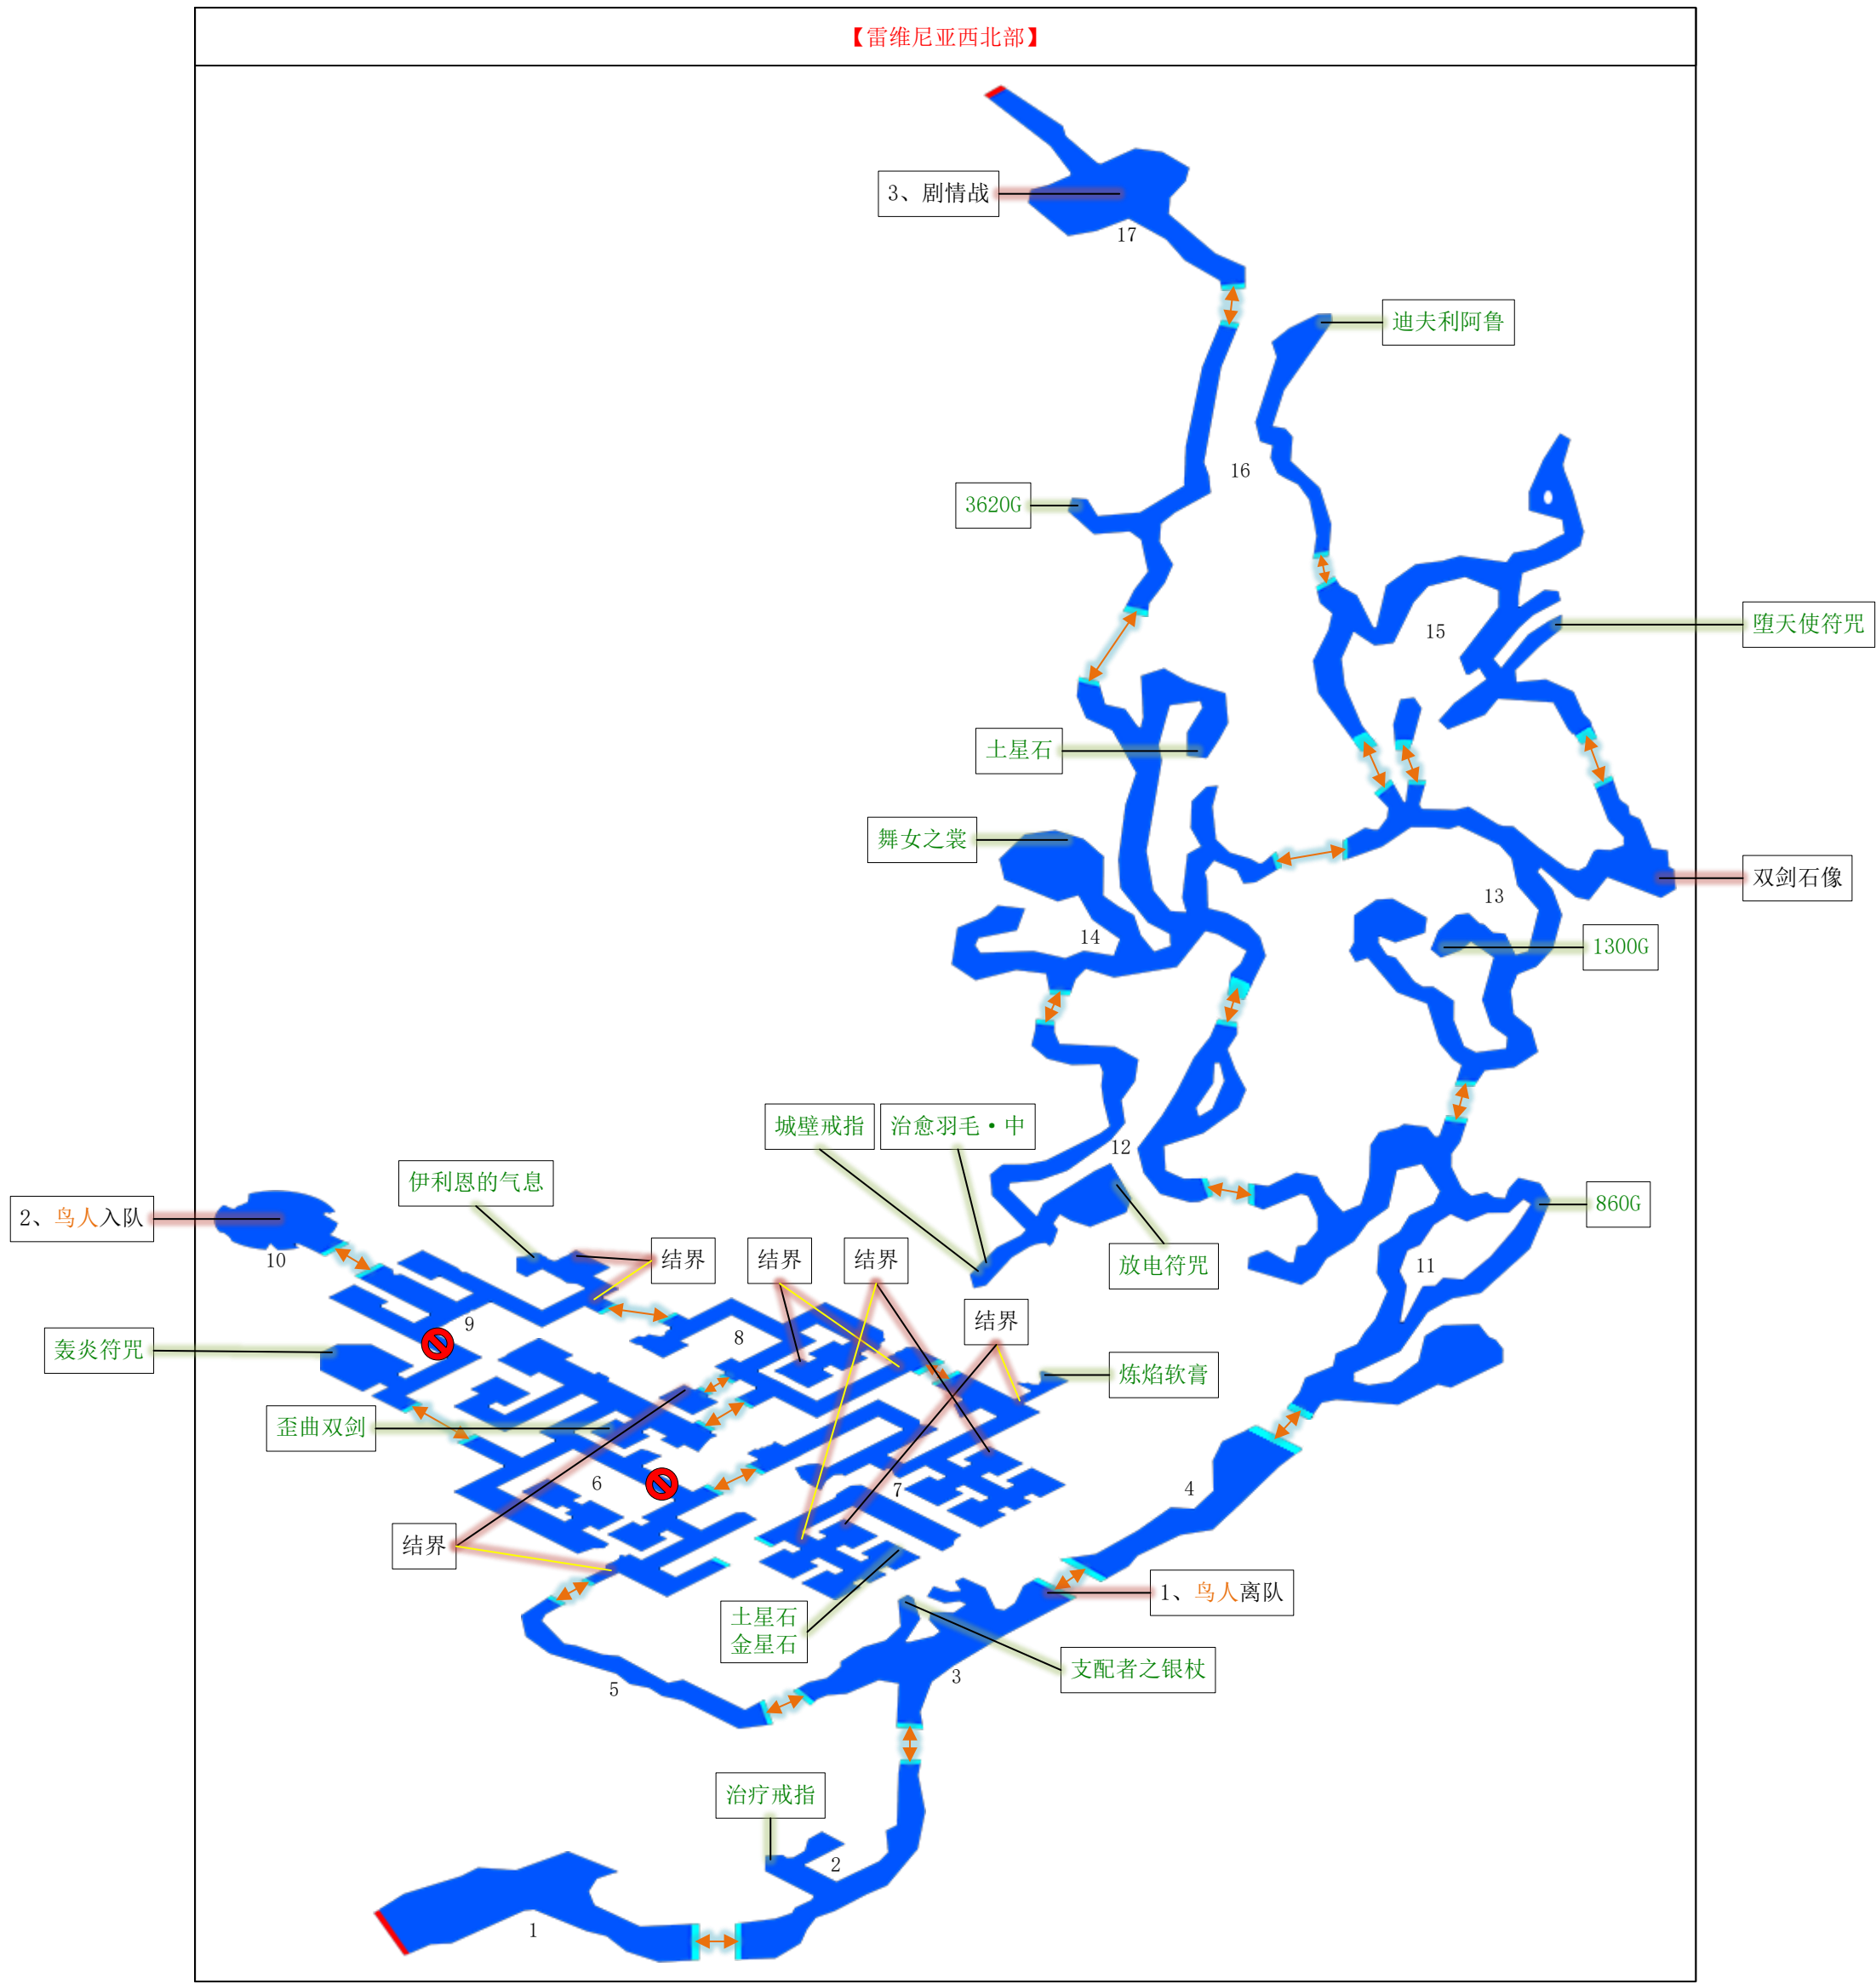 【雷维尼亚西北部】
3、剧情战
17
迪夫利阿鲁
16
3620G
堕天使符咒
15
土星石
舞女之裳
双剑石像
13
14
1300G
城壁戒指
治愈羽毛·中
12
伊利恩的气息
860G
2、鸟人入队
10
结界
结界
结界
放电符咒
11
结界
9
8
轰炎符咒
炼焰软膏
歪曲双剑
6
7
4
结界
1、鸟人离队
土星石
金星石
支配者之银杖
3
5
治疗戒指
2
1